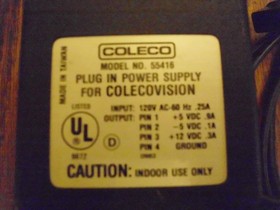 COLECO
MODEL NO. 55416
PLUG IN POWER SUPPLY
FOR COLECOVISION
MADE IN TAIWAN
LISTED
UL
D
INPUT: 120V AC-60 Hz .25A
OUTPUT: PIN 1 +5 VDC .9A
PIN 2 -5 VDC .1A
PIN 3 +12 VDC .3A
PIN 4 GROUND
CAUTION: INDOOR USE ONLY